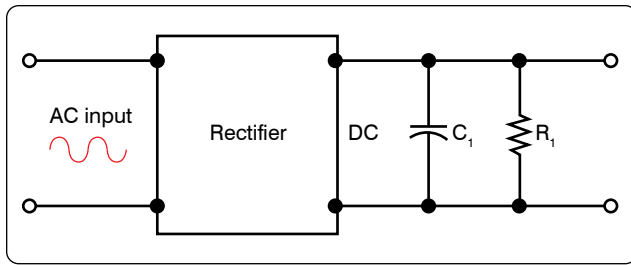 AC input
Rectifier
DC
C₁
R₁